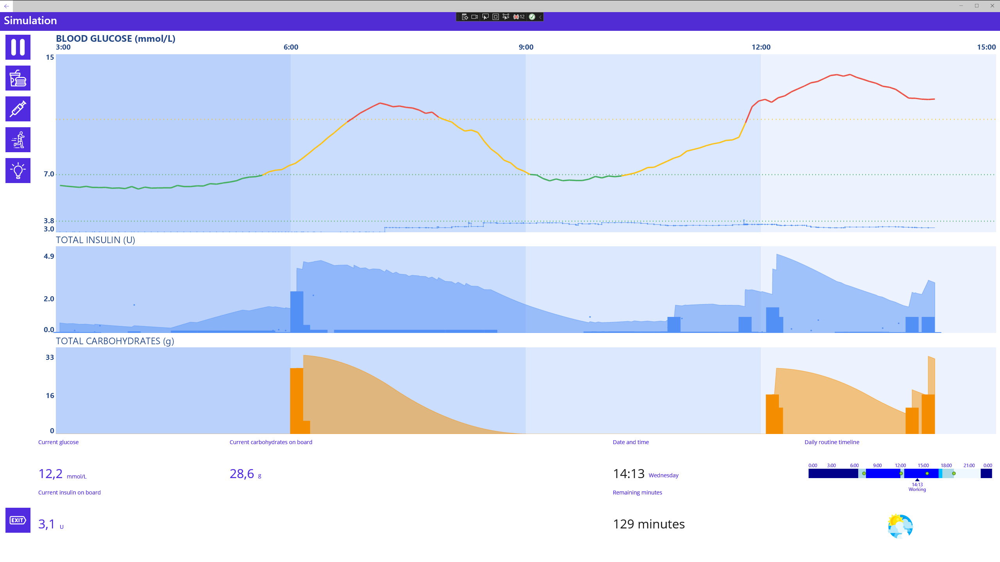 Simulation
12
BLOOD GLUCOSE (mmol/L)
3:00 6:00 9:00 12:00 15:00
15
7.0
3.8
3.0
TOTAL INSULIN (U)
4.9
2.0
0.0
TOTAL CARBOHYDRATES (g)
33
16
0
Current glucose Current carbohydrates on board Date and time Daily routine timeline
0:00 3:00 6:00 9:00 12:00 15:00 18:00 21:00 0:00
12,2 mmol/L 28,6 g 14:13 Wednesday
14:13
Working
Current insulin on board Remaining minutes
EXIT
3,1 U 129 minutes